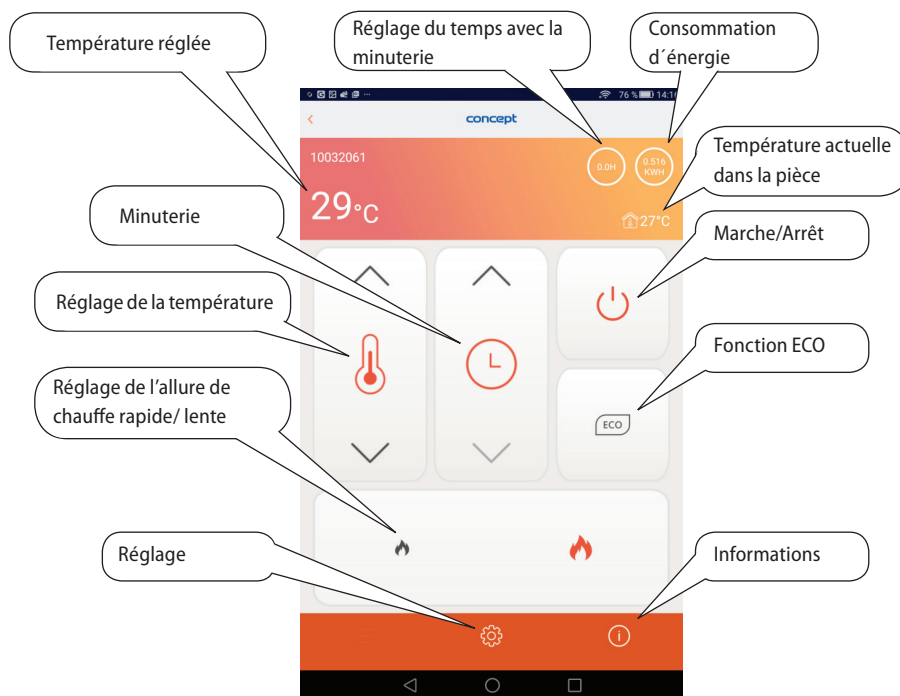 Température réglée
Réglage du temps avec la
minuterie
Consommation
d´énergie
76 % 14:16
concept
10032061
0.0H
0.516
KWH
Température actuelle
dans la pièce
29°C
27°C
Minuterie
Marche/Arrêt
Réglage de la température
Fonction ECO
Réglage de l'allure de
chauffe rapide/ lente
ECO
Réglage
Informations